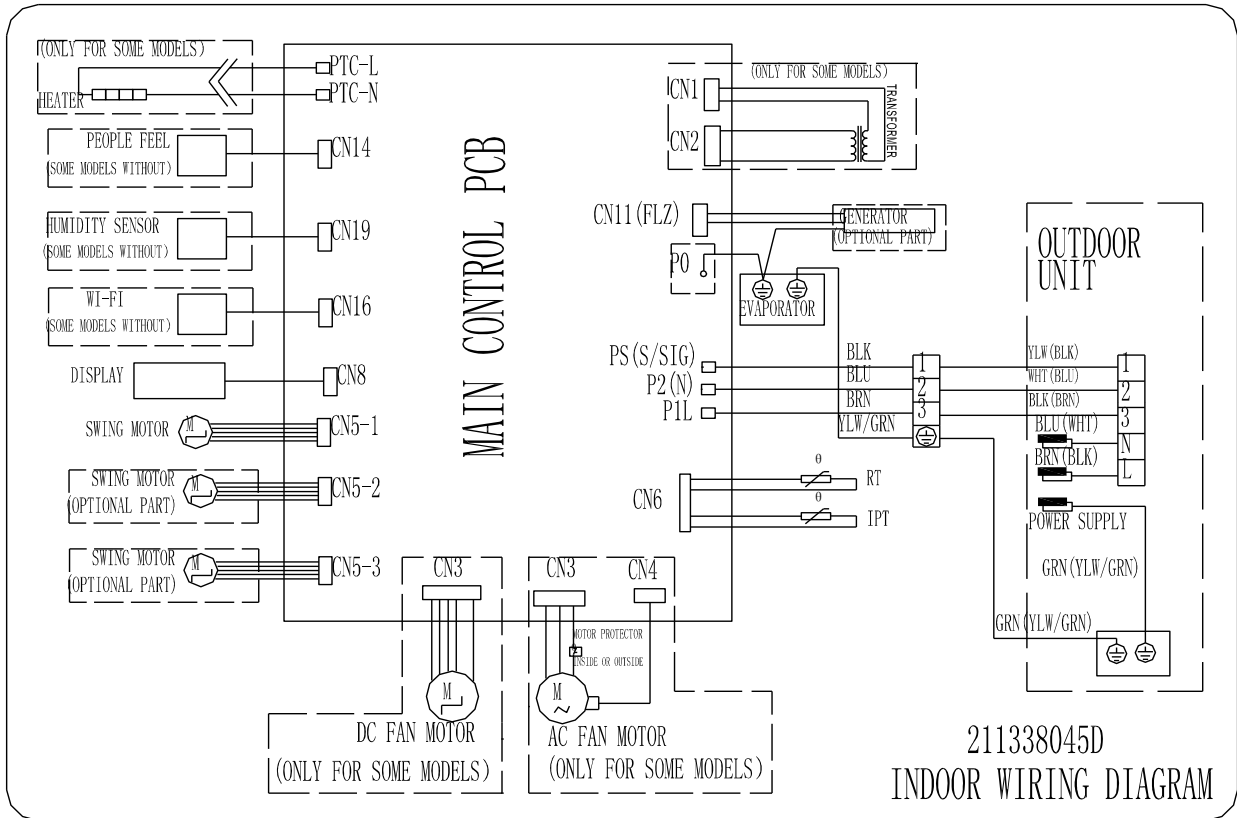 (ONLY FOR SOME MODELS)
HEATER
PTC-L
PTC-N
PEOPLE FEEL
(SOME MODELS WITHOUT)
CN14
HUMIDITY SENSOR
(SOME MODELS WITHOUT)
CN19
WI-FI
(SOME MODELS WITHOUT)
CN16
DISPLAY
CN8
SWING MOTOR
M
CN5-1
SWING MOTOR
(OPTIONAL PART)
M
CN5-2
SWING MOTOR
(OPTIONAL PART)
M
CN5-3
MAIN CONTROL PCB
(ONLY FOR SOME MODELS)
CN1
CN2
TRANSFORMER
CN11(FLZ)
GENERATOR
(OPTIONAL PART)
P0
EVAPORATOR
PS(S/SIG)
P2(N)
P1L
BLK
BLU
BRN
YLW/GRN
1
2
3
OUTDOOR
UNIT
YLW(BLK)
WHT(BLU)
BLK(BRN)
BLU(WHT)
BRN(BLK)
1
2
3
N
L
POWER SUPPLY
GRN(YLW/GRN)
GRN(YLW/GRN)
CN6
θ
RT
θ
IPT
CN3
M
DC FAN MOTOR
(ONLY FOR SOME MODELS)
CN3
CN4
MOTOR PROTECTOR
INSIDE OR OUTSIDE
M
AC FAN MOTOR
(ONLY FOR SOME MODELS)
211338045D
INDOOR WIRING DIAGRAM